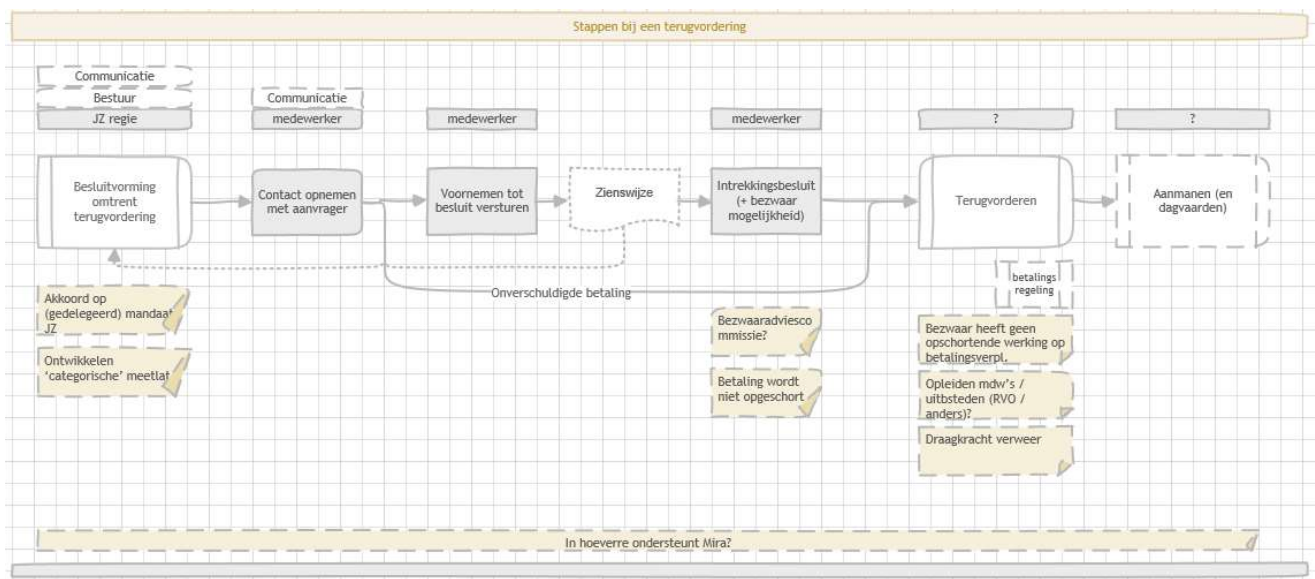 Stappen bij een terugvordering
Communicatie
Bestuur
JZ regie
Communicatie
medewerker
medewerker
medewerker
?
?
Besluitvorming
omtrent
terugvordering
Contact opnemen
met aanvrager
Voornemen tot
besluit versturen
Zienswijze
Intrekkingsbesluit
(+ bezwaar
mogelijkheid)
Terugvorderen
Aanmanen (en
dagvaarden)
Onverschuldigde betaling
betalings
regeling
Akkoord op
(gedelegeerd) mandaat
JZ
Ontwikkelen
‘categorische’ meetlat
Bezwaaradviesco
mmissie?
Betaling wordt
niet opgeschort
Bezwaar heeft geen
opschortende werking op
betalingsverpl.
Opleiden mdw’s /
uitbsteden (RVO /
anders)?
Draagkracht verweer
In hoeverre ondersteunt Mira?